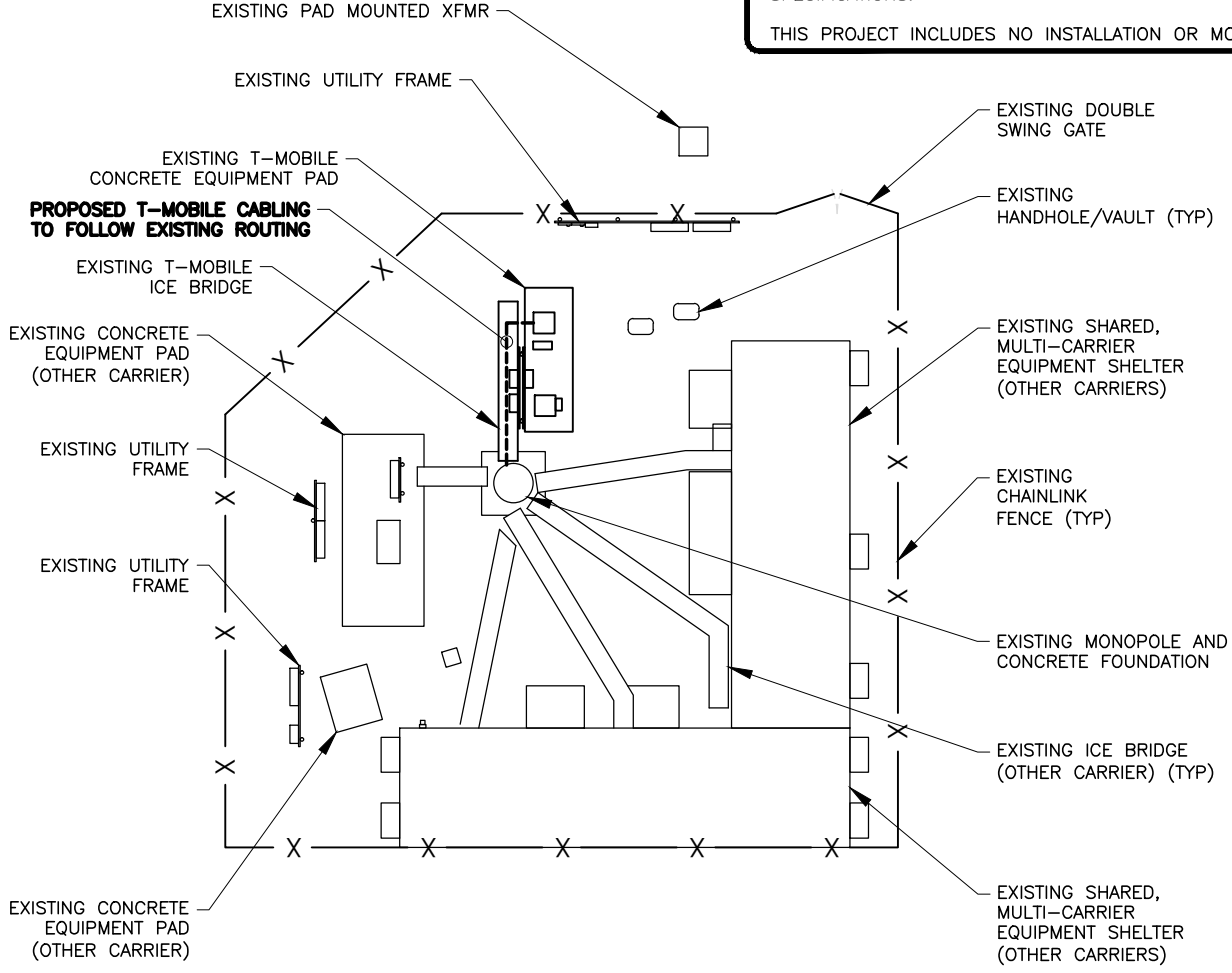 SPECIFICATIONS.
THIS PROJECT INCLUDES NO INSTALLATION OR
EXISTING PAD MOUNTED XFMR
EXISTING UTILITY FRAME
EXISTING T-MOBILE
CONCRETE EQUIPMENT PAD
PROPOSED T-MOBILE CABLING
TO FOLLOW EXISTING ROUTING
EXISTING T-MOBILE
ICE BRIDGE
EXISTING CONCRETE
EQUIPMENT PAD
(OTHER CARRIER)
EXISTING UTILITY
FRAME
EXISTING UTILITY
FRAME
EXISTING CONCRETE
EQUIPMENT PAD
(OTHER CARRIER)
EXISTING DOUBLE
SWING GATE
EXISTING
HANDHOLE/VAULT (TYP)
EXISTING SHARED,
MULTI-CARRIER
EQUIPMENT SHELTER
(OTHER CARRIERS)
EXISTING
CHAINLINK
FENCE (TYP)
EXISTING MONOPOLE AND
CONCRETE FOUNDATION
EXISTING ICE BRIDGE
(OTHER CARRIER) (TYP)
EXISTING SHARED,
MULTI-CARRIER
EQUIPMENT SHELTER
(OTHER CARRIERS)